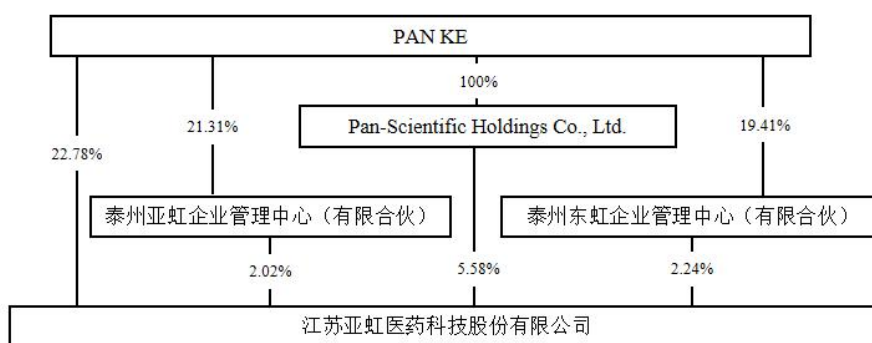 PAN KE
100%
21.31%
Pan-Scientific Holdings Co., Ltd.
19.41%
22.78%
泰州亚虹企业管理中心（有限合伙）
泰州东虹企业管理中心（有限合伙）
2.02%
5.58%
2.24%
江苏亚虹医药科技股份有限公司